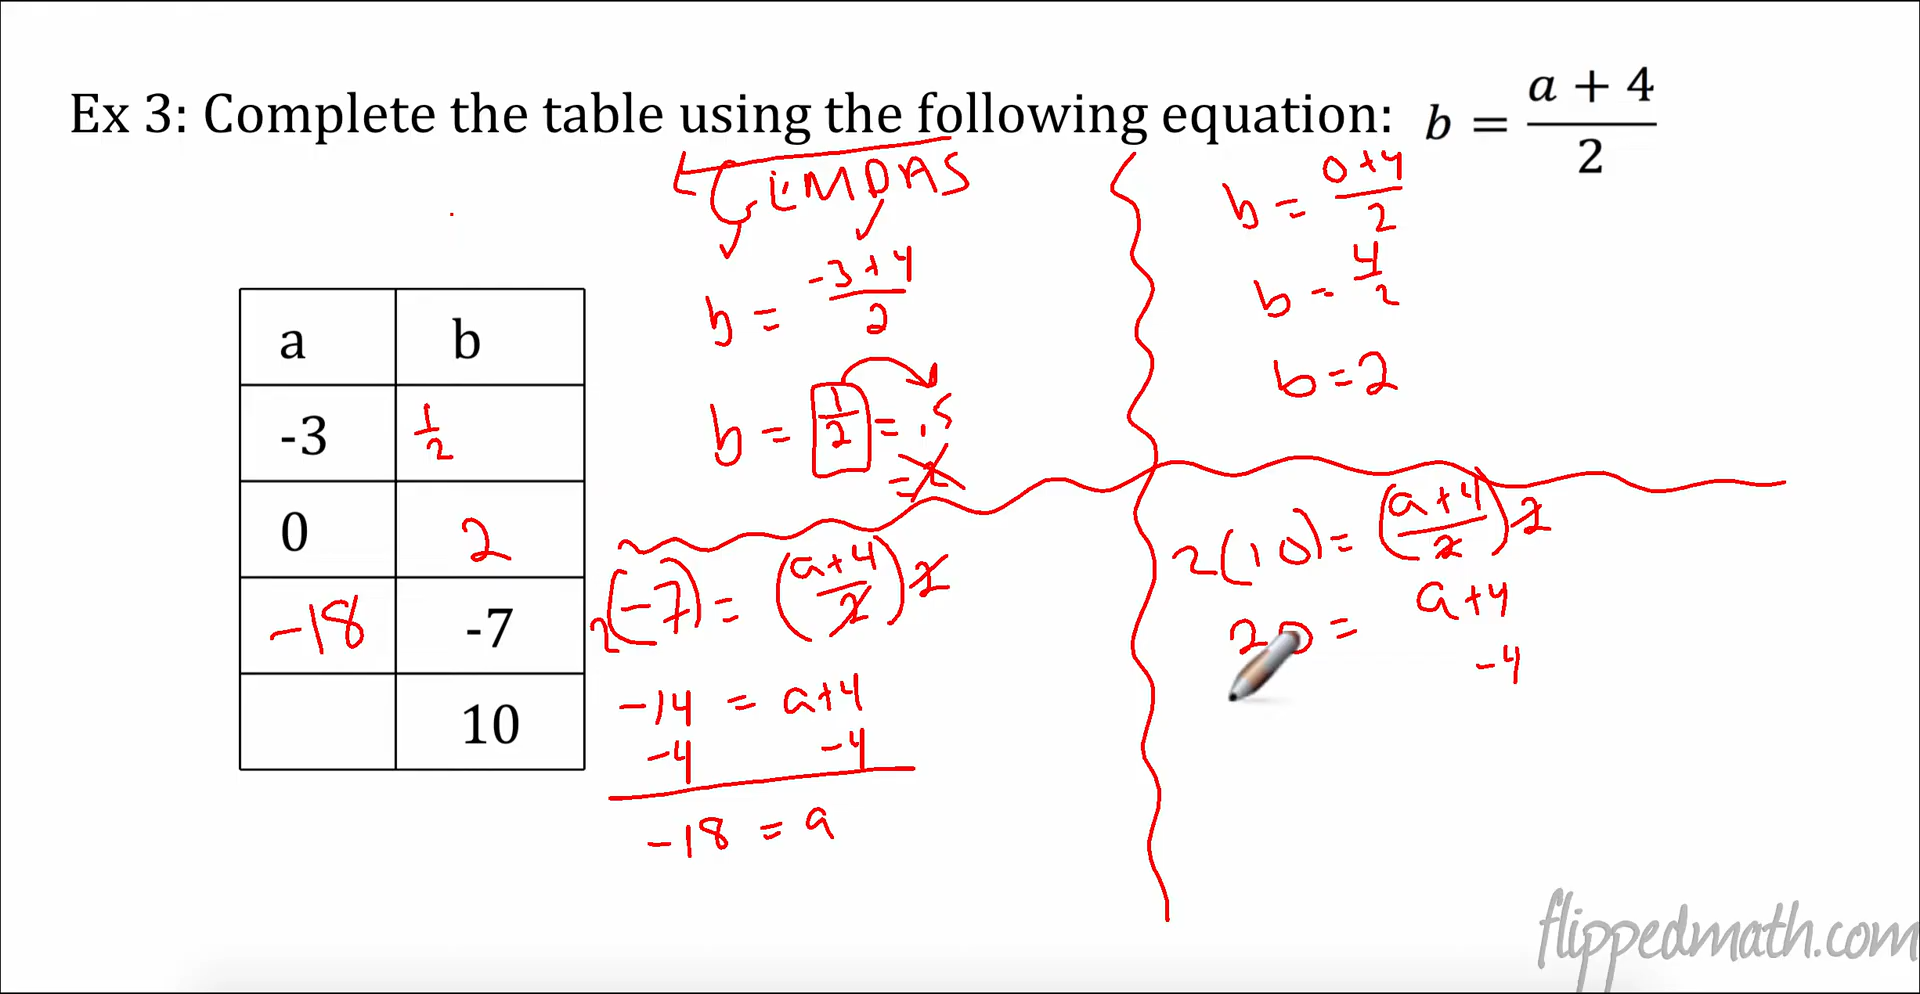 Ex 3: Complete the table using the following equation: b = (a + 4)/2
GEMDAS
b = (-3+4)/2
b = 1/2 = .5
b = (0+4)/2
b = 4/2
b = 2
a b
-3 1/2
0 2
-18 -7
10
2(-7) = ((a+4)/2)2
-14 = a+4
-4 -4
-18 = a
2(10) = ((a+4)/2)2
20 = a+4
-4
flippedmath.com